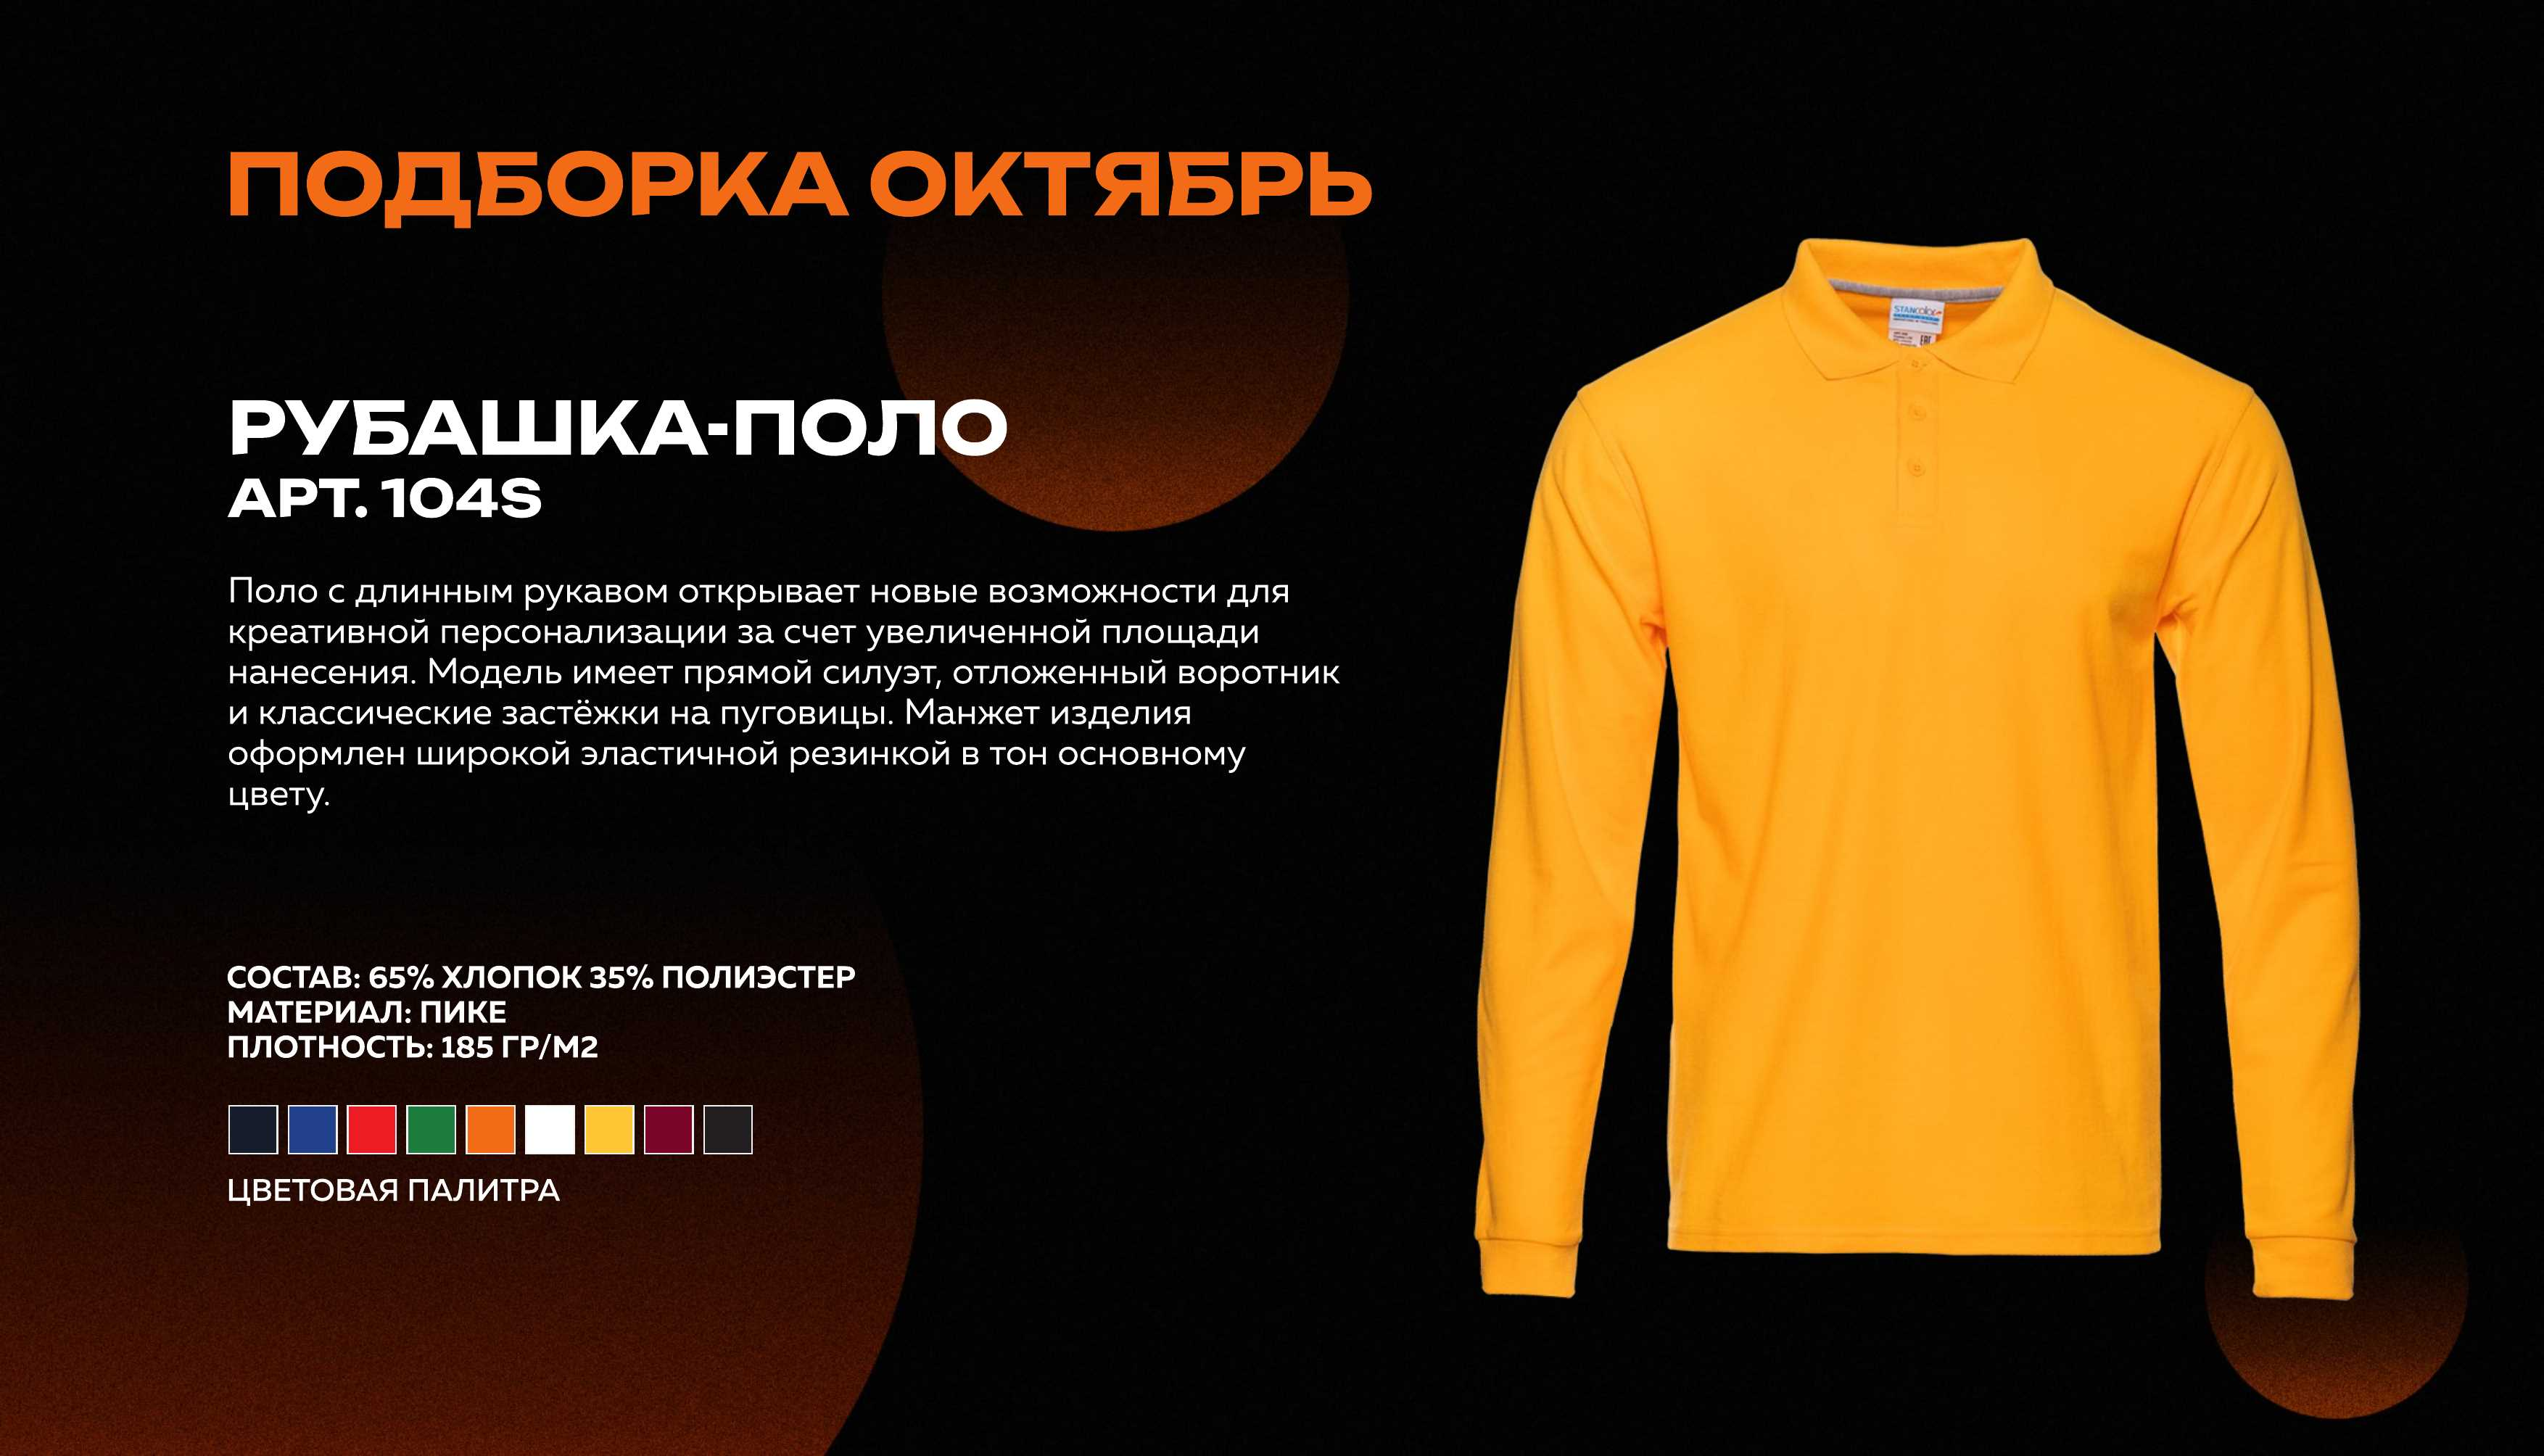 ПОДБОРКА ОКТЯБРЬ
РУБАШКА-ПОЛО
АРТ. 104S
Поло с длинным рукавом открывает новые возможности для
креативной персонализации за счет увеличенной площади
нанесения. Модель имеет прямой силуэт, отложенный воротник
и классические застёжки на пуговицы. Манжет изделия
оформлен широкой эластичной резинкой в тон основному
цвету.
СОСТАВ: 65% ХЛОПОК 35% ПОЛИЭСТЕР
МАТЕРИАЛ: ПИКЕ
ПЛОТНОСТЬ: 185 ГР/М2
ЦВЕТОВАЯ ПАЛИТРА
STANCOLOR
EAC